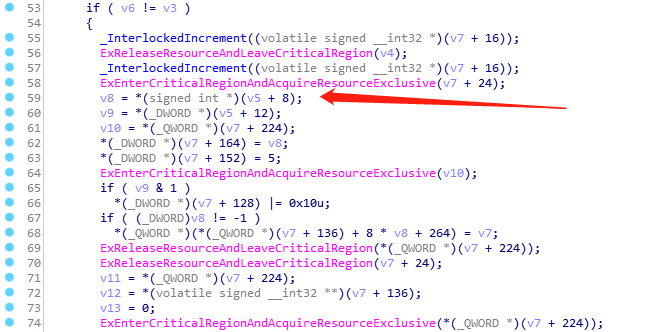 53 if ( v6 != v3 )
54 {
55 _InterlockedIncrement((volatile signed __int32 *)(v7 + 16));
56 ExReleaseResourceAndLeaveCriticalRegion(v4);
57 _InterlockedIncrement((volatile signed __int32 *)(v7 + 16));
58 ExEnterCriticalRegionAndAcquireResourceExclusive(v7 + 24);
59 v8 = *(signed int *)(v5 + 8);
60 v9 = *(_DWORD *)(v5 + 12);
61 v10 = *(_QWORD *)(v7 + 224);
62 *(_DWORD *)(v7 + 164) = v8;
63 *(_DWORD *)(v7 + 152) = 5;
64 ExEnterCriticalRegionAndAcquireResourceExclusive(v10);
65 if ( v9 & 1 )
66 *(_DWORD *)(v7 + 128) |= 0x10u;
67 if ( (_DWORD)v8 != -1 )
68 *(_QWORD *)(*(_QWORD *)(v7 + 136) + 8 * v8 + 264) = v7;
69 ExReleaseResourceAndLeaveCriticalRegion(*(_QWORD *)(v7 + 224));
70 ExReleaseResourceAndLeaveCriticalRegion(v7 + 24);
71 v11 = *(_QWORD *)(v7 + 224);
72 v12 = *(volatile signed __int32 **)(v7 + 136);
73 v13 = 0;
74 ExEnterCriticalRegionAndAcquireResourceExclusive(*(_QWORD *)(v7 + 224));